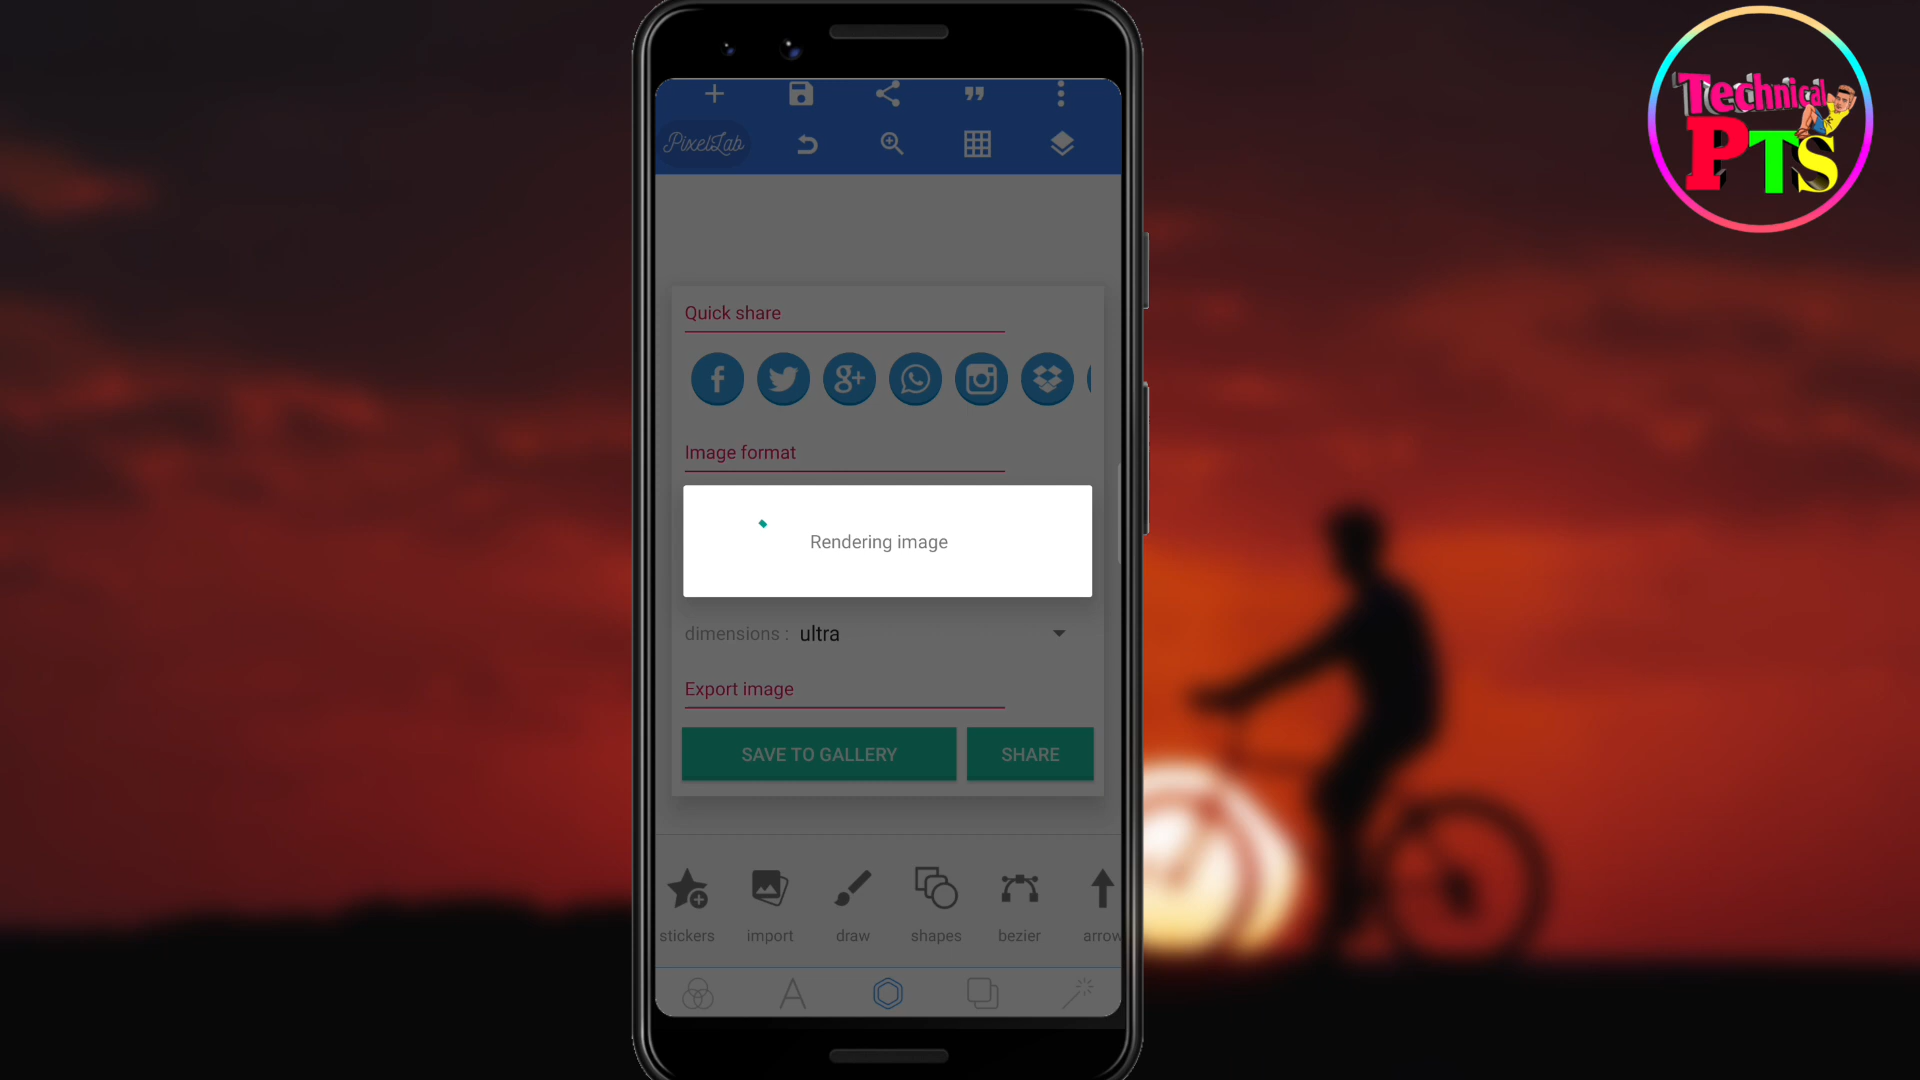 Technical
PTS
PixelLab
Quick share
Image format
Rendering image
dimensions : ultra
Export image
SAVE TO GALLERY SHARE
stickers import draw shapes bezier arrow